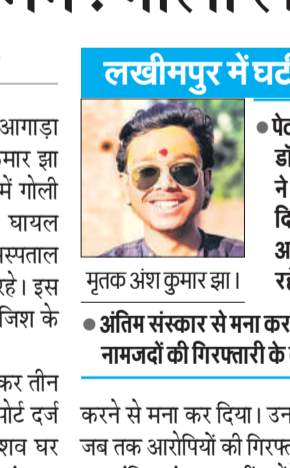 लखीमपुर में घटी
आगाड़ा
मार झा
में गोली
घायल
अस्पताल
रहे। इस
जिश के
कर तीन
पोर्ट दर्ज
शव घर
मृतक अंश कुमार झा।
डॉ
ने
दि
● अंतिम संस्कार से मना कर
नामजदों की गिरफ्तारी के
करने से मना कर दिया। उन
जब तक आरोपियों की गिरफ्त